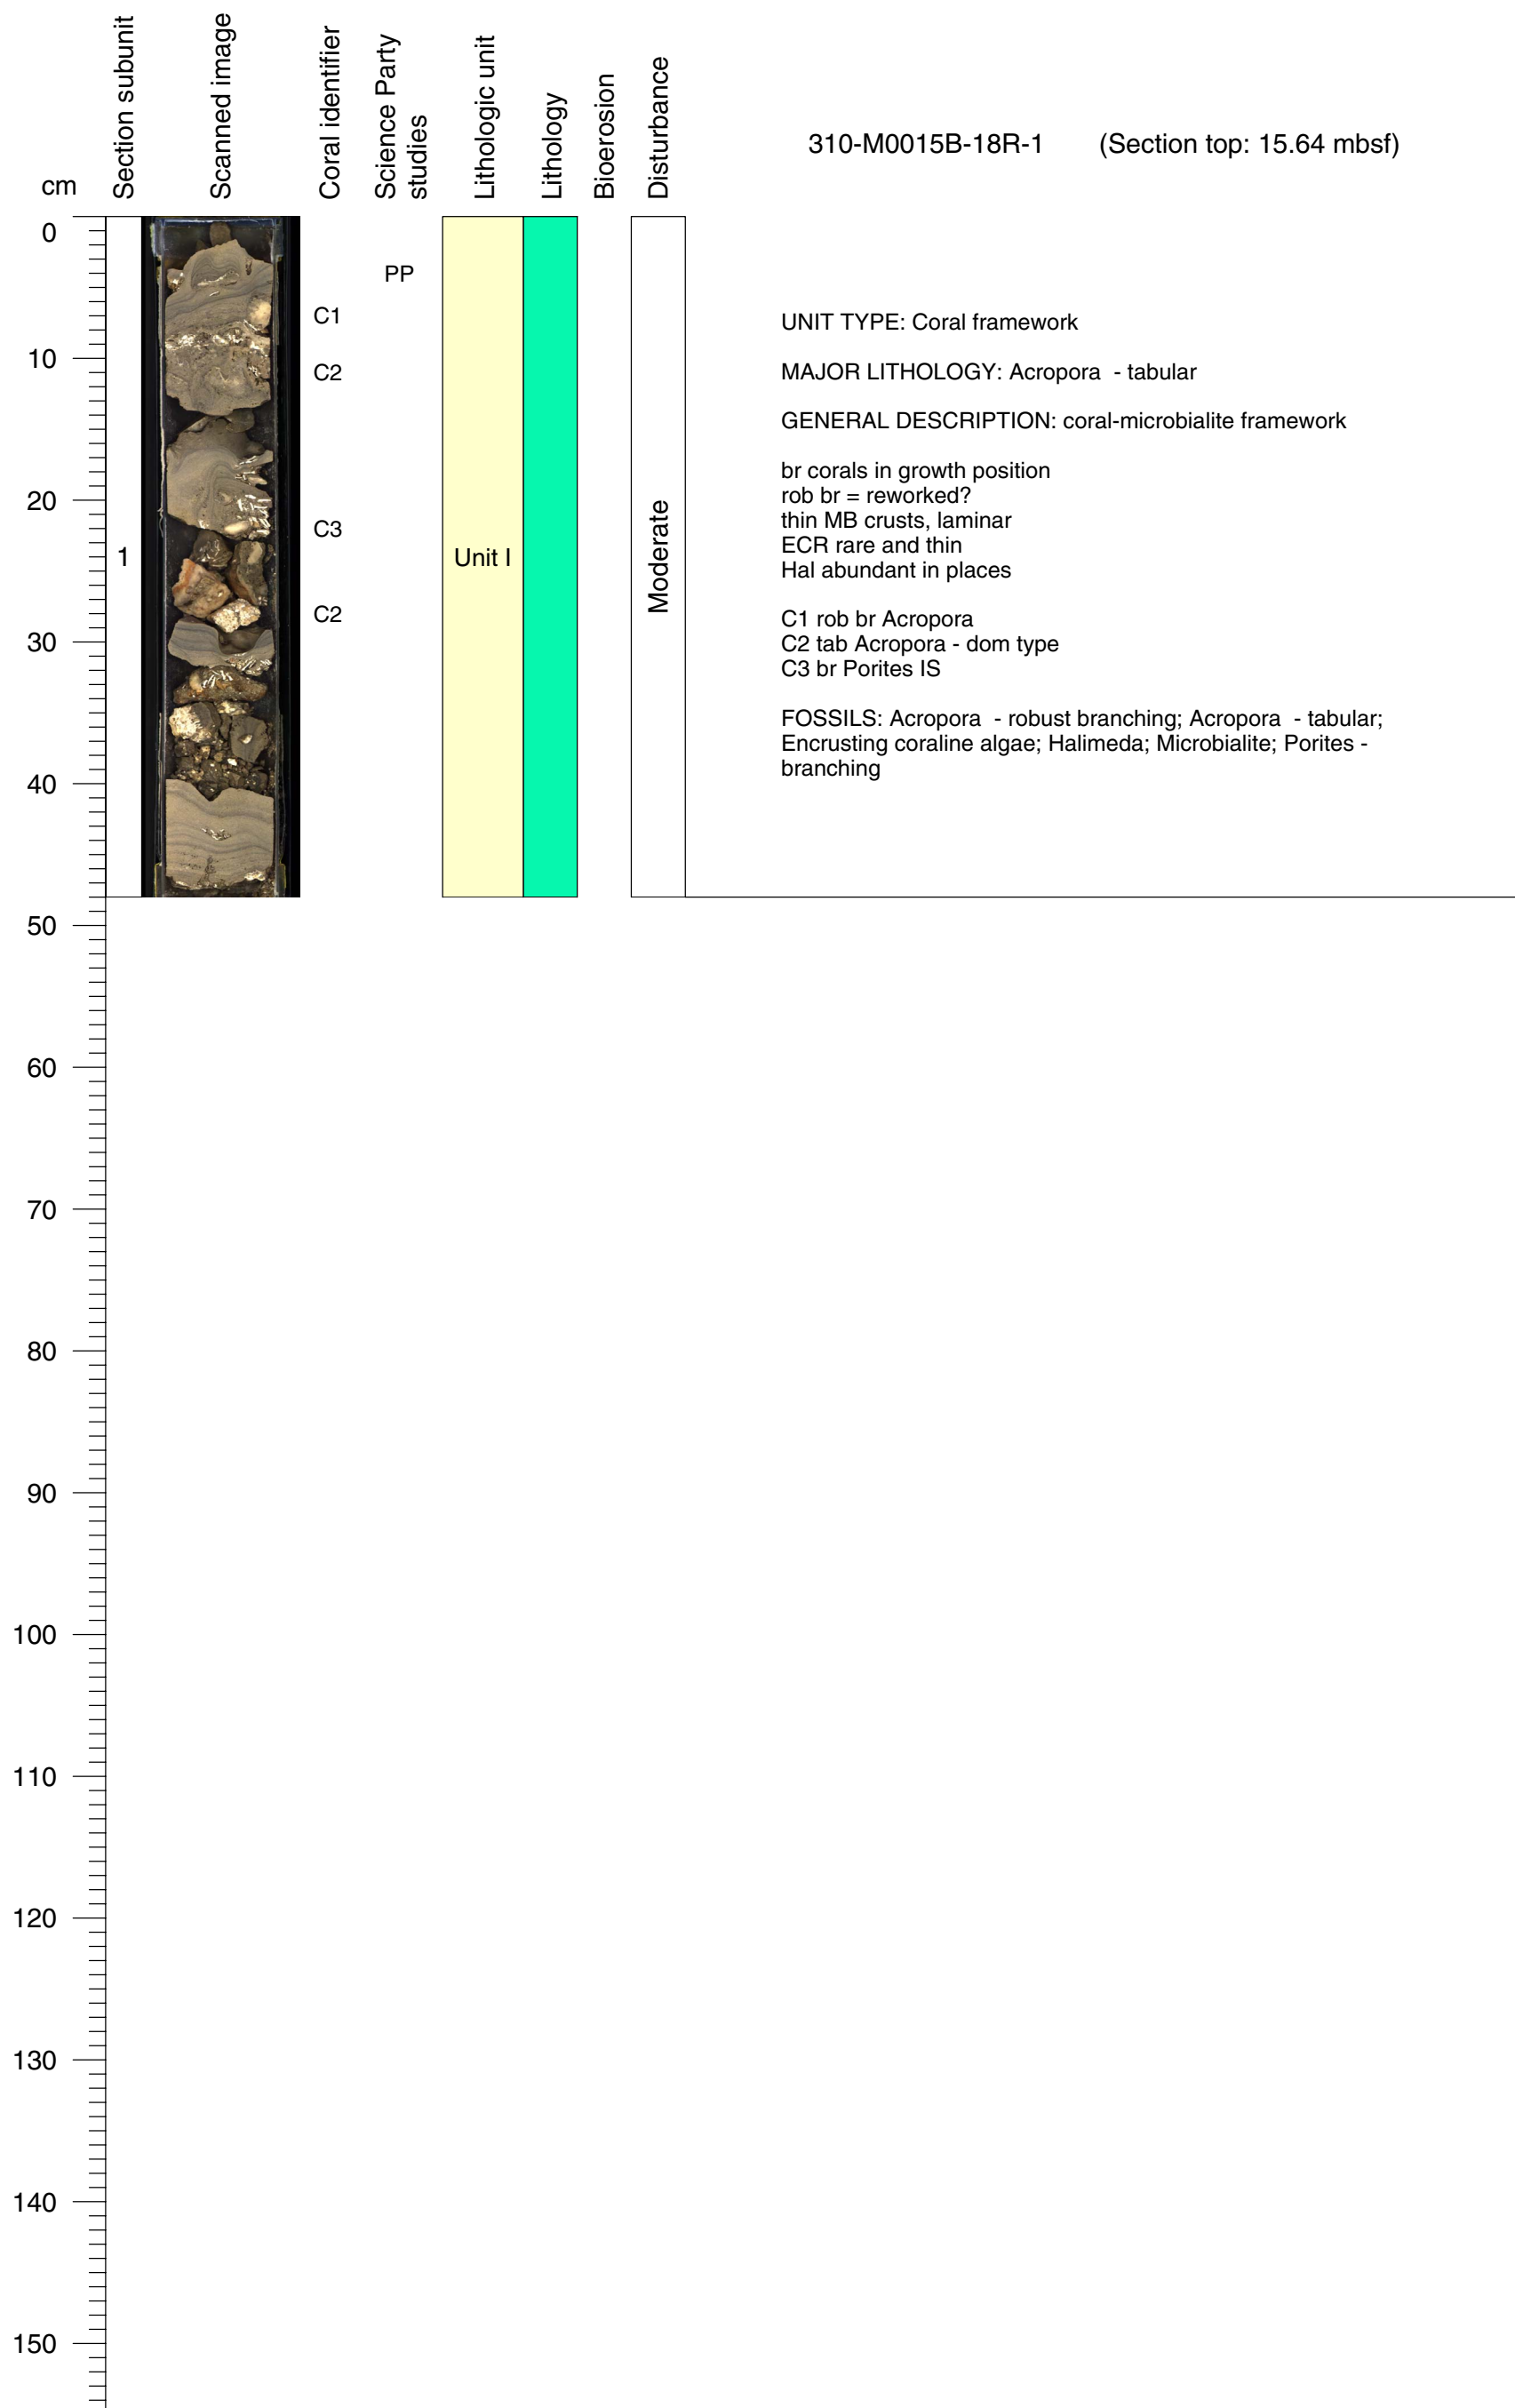 Section subunit
Scanned image
Coral identifier
Science Party
studies
Lithologic unit
Lithology
Bioerosion
Disturbance
310-M0015B-18R-1 (Section top: 15.64 mbsf)
cm
0
10
20
30
40
50
60
70
80
90
100
110
120
130
140
150
1
PP
C1
C2
C3
C2
Unit I
Moderate
UNIT TYPE: Coral framework
MAJOR LITHOLOGY: Acropora - tabular
GENERAL DESCRIPTION: coral-microbialite framework
br corals in growth position
rob br = reworked?
thin MB crusts, laminar
ECR rare and thin
Hal abundant in places
C1 rob br Acropora
C2 tab Acropora - dom type
C3 br Porites IS
FOSSILS: Acropora - robust branching; Acropora - tabular;
Encrusting coraline algae; Halimeda; Microbialite; Porites -
branching